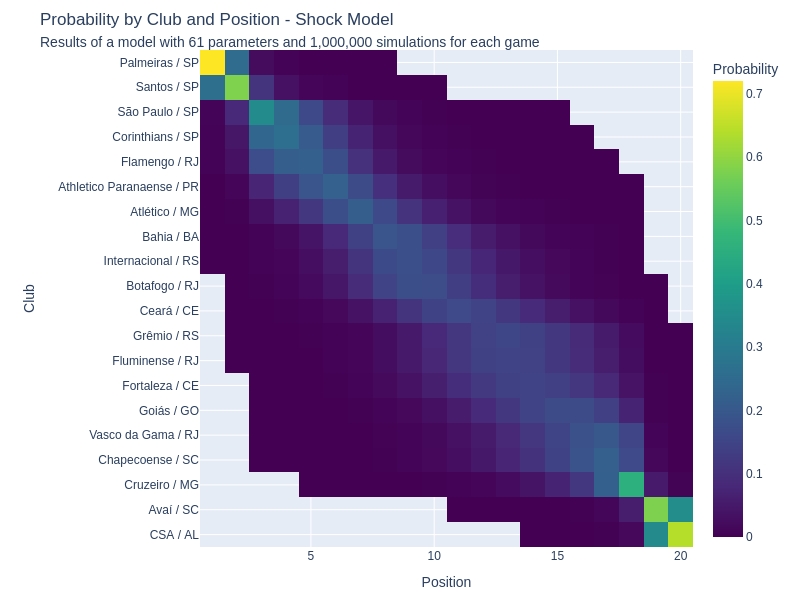 Probability by Club and Position - Shock Model
Results of a model with 61 parameters and 1,000,000 simulations for each game
Palmeiras / SP
Santos / SP
São Paulo / SP
Corinthians / SP
Flamengo / RJ
Athletico Paranaense / PR
Atlético / MG
Bahia / BA
Internacional / RS
Botafogo / RJ
Ceará / CE
Grêmio / RS
Fluminense / RJ
Fortaleza / CE
Goiás / GO
Vasco da Gama / RJ
Chapecoense / SC
Cruzeiro / MG
Avaí / SC
CSA / AL
Club
5
10
15
20
Position
Probability
0.7
0.6
0.5
0.4
0.3
0.2
0.1
0